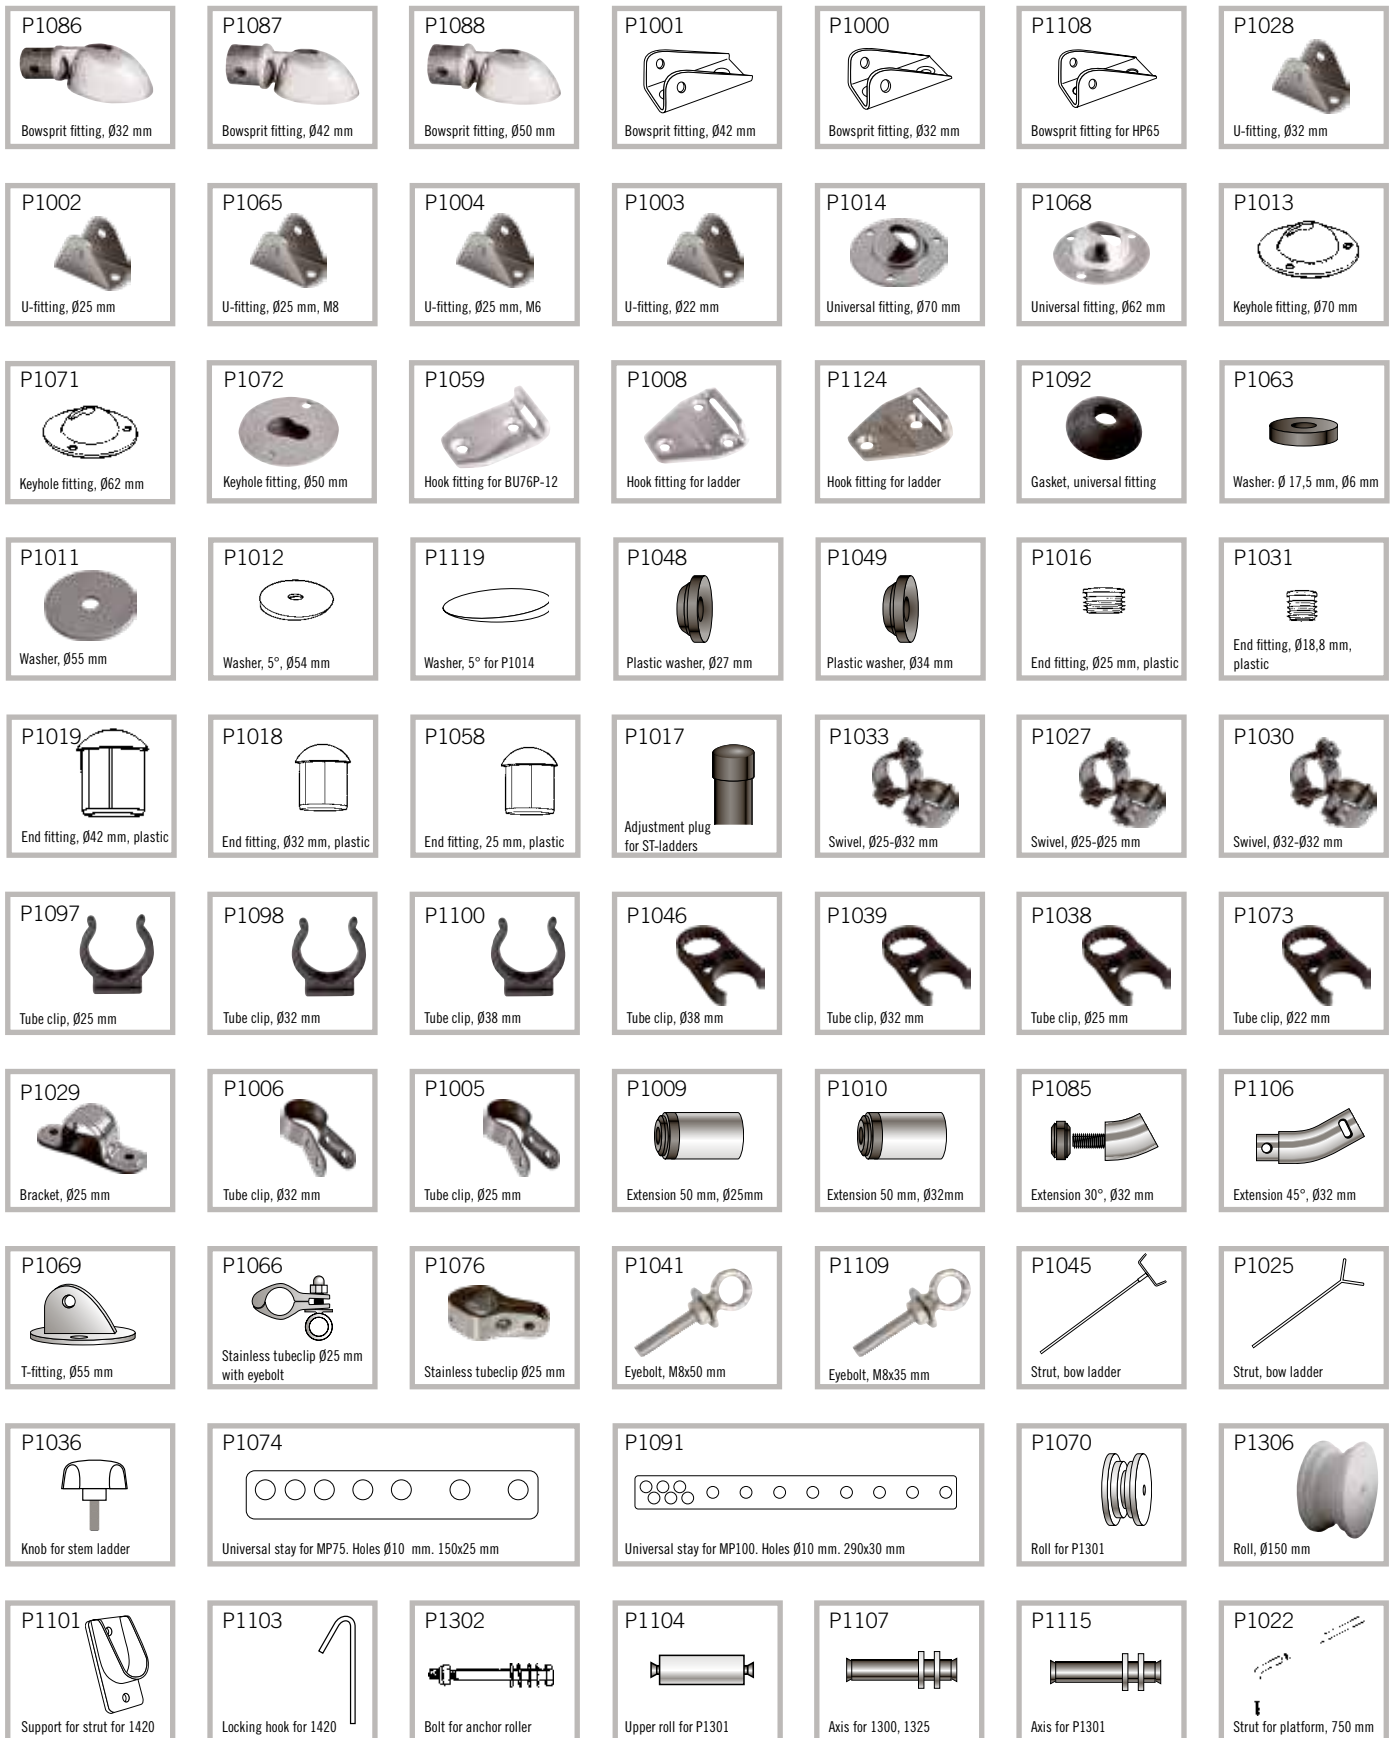 P1086
Bowsprit fitting, Ø32 mm
P1087
Bowsprit fitting, Ø42 mm
P1088
Bowsprit fitting, Ø50 mm
P1001
Bowsprit fitting, Ø42 mm
P1000
Bowsprit fitting, Ø32 mm
P1108
Bowsprit fitting for HP65
P1028
U-fitting, Ø32 mm
P1002
U-fitting, Ø25 mm
P1065
U-fitting, Ø25 mm, M8
P1004
U-fitting, Ø25 mm, M6
P1003
U-fitting, Ø22 mm
P1014
Universal fitting, Ø70 mm
P1068
Universal fitting, Ø62 mm
P1013
Keyhole fitting, Ø70 mm
P1071
Keyhole fitting, Ø62 mm
P1072
Keyhole fitting, Ø50 mm
P1059
Hook fitting for BU76P-12
P1008
Hook fitting for ladder
P1124
Hook fitting for ladder
P1092
Gasket, universal fitting
P1063
Washer: Ø 17,5 mm, Ø6 mm
P1011
Washer, Ø55 mm
P1012
Washer, 5°, Ø54 mm
P1119
Washer, 5° for P1014
P1048
Plastic washer, Ø27 mm
P1049
Plastic washer, Ø34 mm
P1016
End fitting, Ø25 mm, plastic
P1031
End fitting, Ø18,8 mm,
plastic
P1019
End fitting, Ø42 mm, plastic
P1018
End fitting, Ø32 mm, plastic
P1058
End fitting, 25 mm, plastic
P1017
Adjustment plug
for ST-ladders
P1033
Swivel, Ø25-Ø32 mm
P1027
Swivel, Ø25-Ø25 mm
P1030
Swivel, Ø32-Ø32 mm
P1097
Tube clip, Ø25 mm
P1098
Tube clip, Ø32 mm
P1100
Tube clip, Ø38 mm
P1046
Tube clip, Ø38 mm
P1039
Tube clip, Ø32 mm
P1038
Tube clip, Ø25 mm
P1073
Tube clip, Ø22 mm
P1029
Bracket, Ø25 mm
P1006
Tube clip, Ø32 mm
P1005
Tube clip, Ø25 mm
P1009
Extension 50 mm, Ø25mm
P1010
Extension 50 mm, Ø32mm
P1085
Extension 30°, Ø32 mm
P1106
Extension 45°, Ø32 mm
P1069
T-fitting, Ø55 mm
P1066
Stainless tubeclip Ø25 mm
with eyebolt
P1076
Stainless tubeclip Ø25 mm
P1041
Eyebolt, M8x50 mm
P1109
Eyebolt, M8x35 mm
P1045
Strut, bow ladder
P1025
Strut, bow ladder
P1036
Knob for stem ladder
P1074
Universal stay for MP75. Holes Ø10 mm. 150x25 mm
P1091
Universal stay for MP100. Holes Ø10 mm. 290x30 mm
P1070
Roll for P1301
P1306
Roll, Ø150 mm
P1101
Support for strut for 1420
P1103
Locking hook for 1420
P1302
Bolt for anchor roller
P1104
Upper roll for P1301
P1107
Axis for 1300, 1325
P1115
Axis for P1301
P1022
Strut for platform, 750 mm